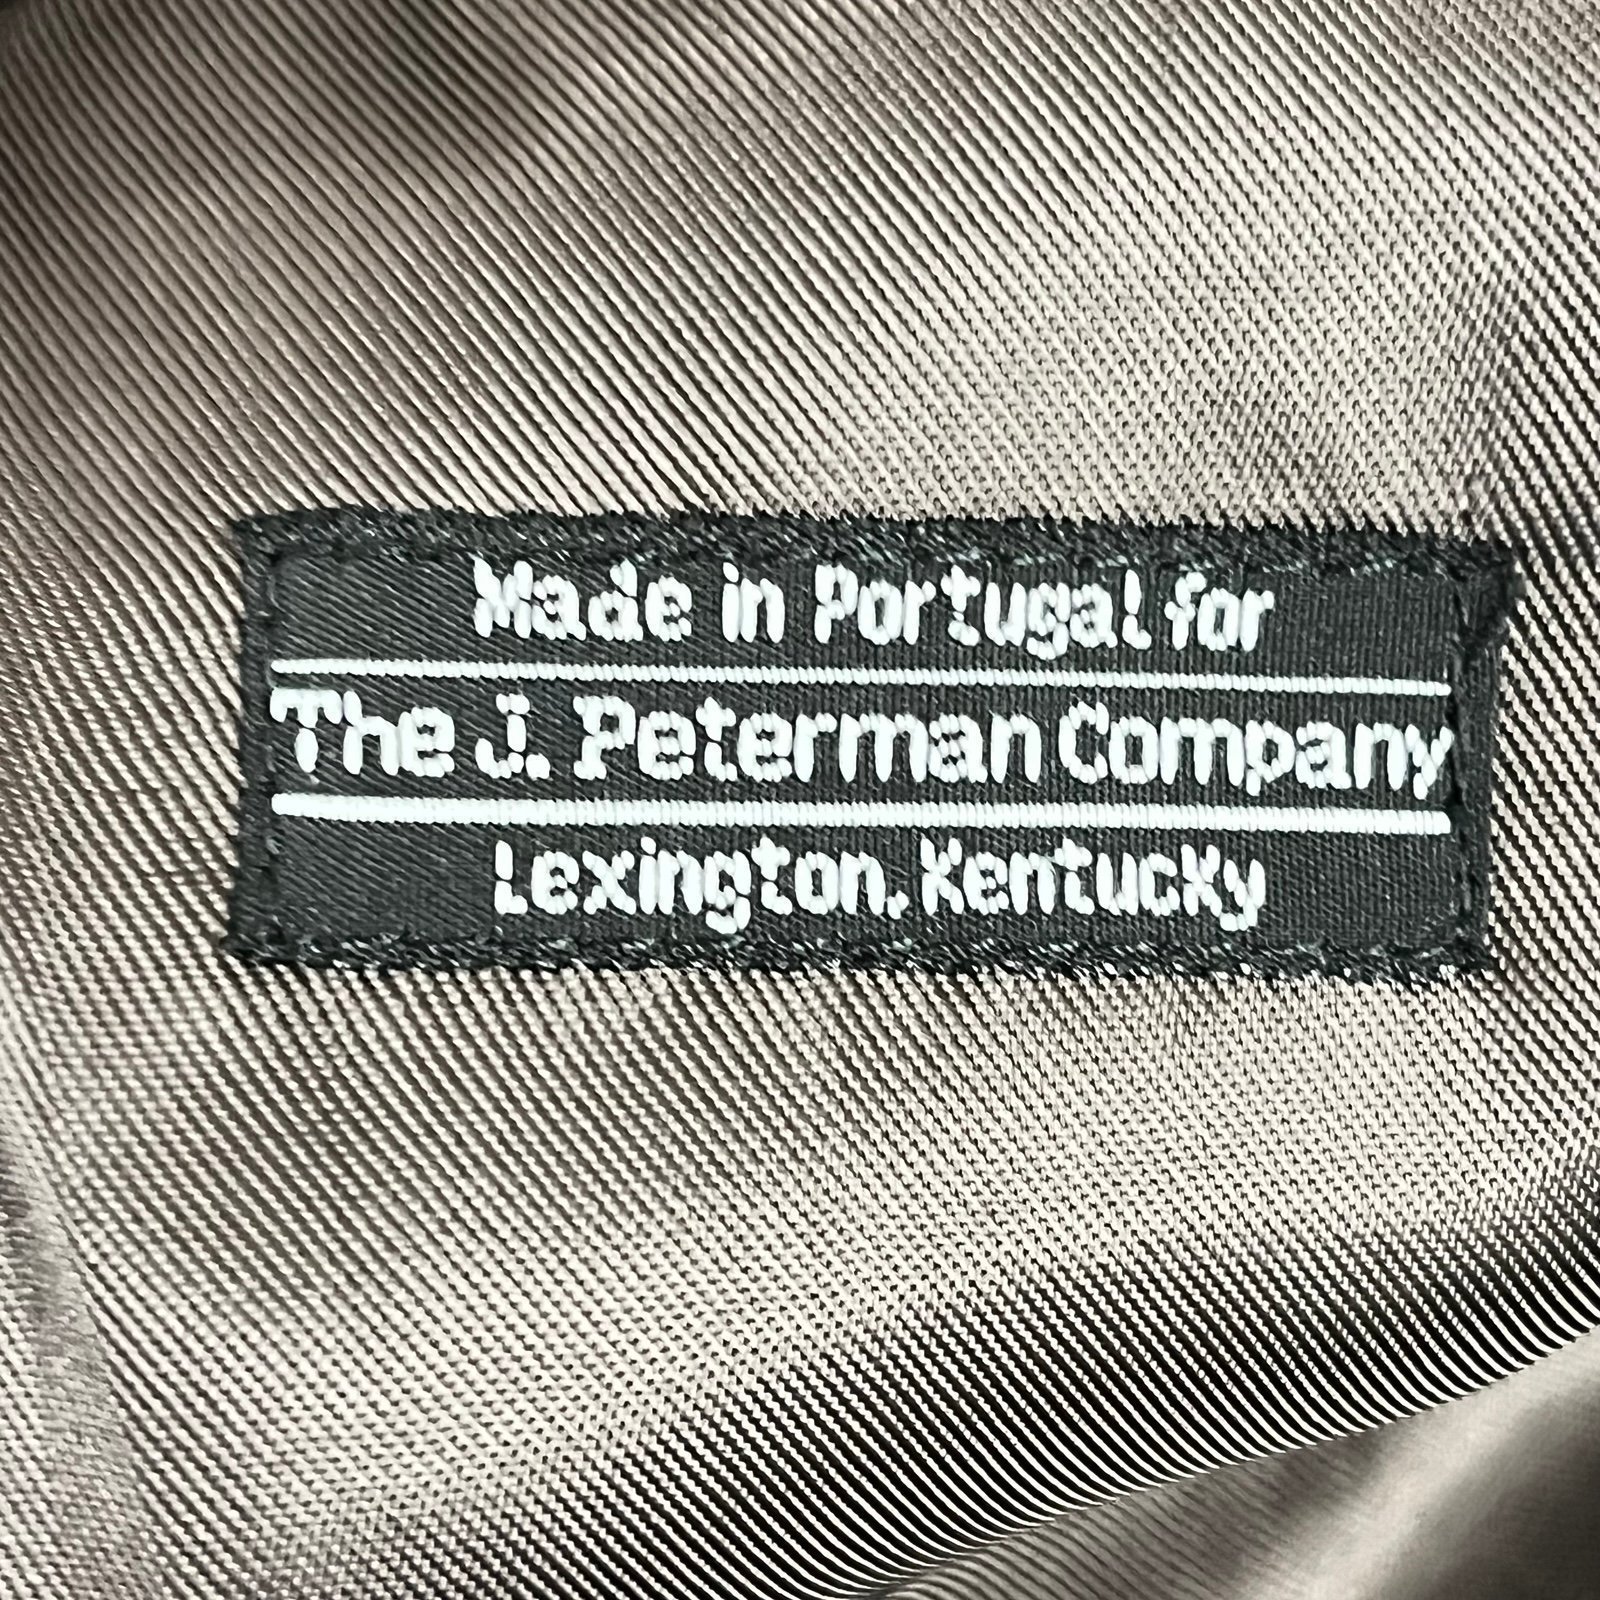 Made in Portugal for
The J. Peterman Company
Lexington, Kentucky